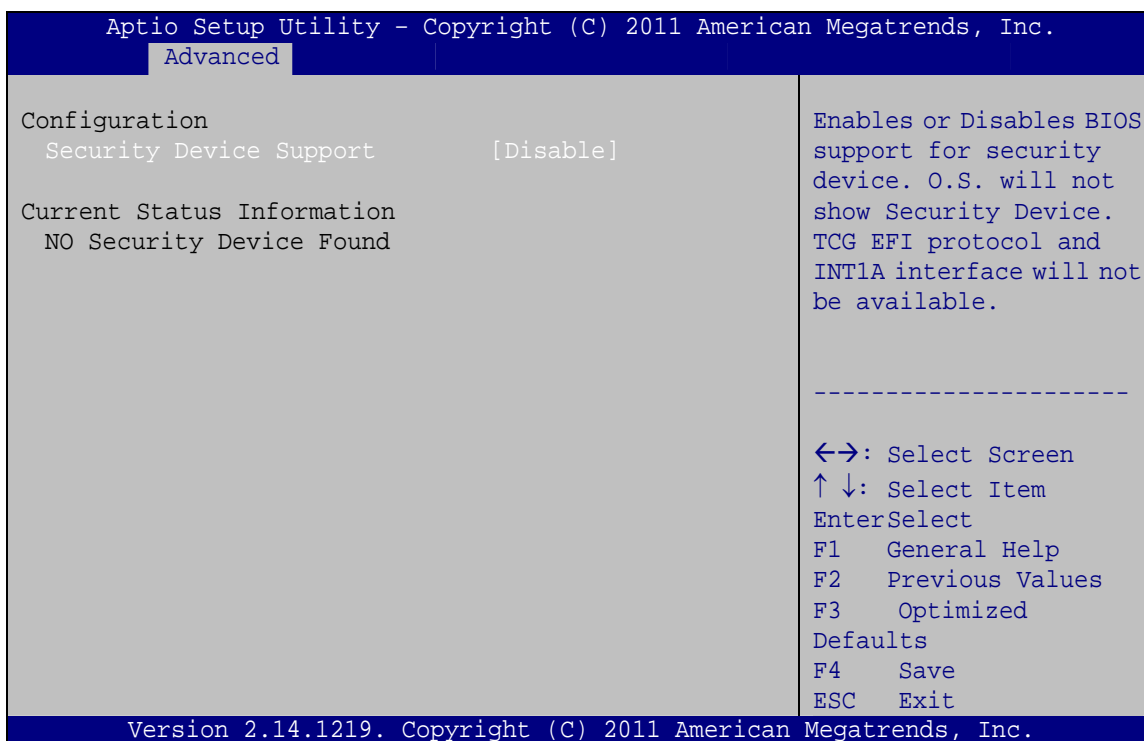 Aptio Setup Utility – Copyright (C) 2011 American Megatrends, Inc.
Advanced
Configuration
Security Device Support [Disable]
Current Status Information
NO Security Device Found
Enables or Disables BIOS
support for security
device. O.S. will not
show Security Device.
TCG EFI protocol and
INT1A interface will not
be available.
-----------------------
←→: Select Screen
↑ ↓: Select Item
EnterSelect
F1 General Help
F2 Previous Values
F3 Optimized
Defaults
F4 Save
ESC Exit
Version 2.14.1219. Copyright (C) 2011 American Megatrends, Inc.